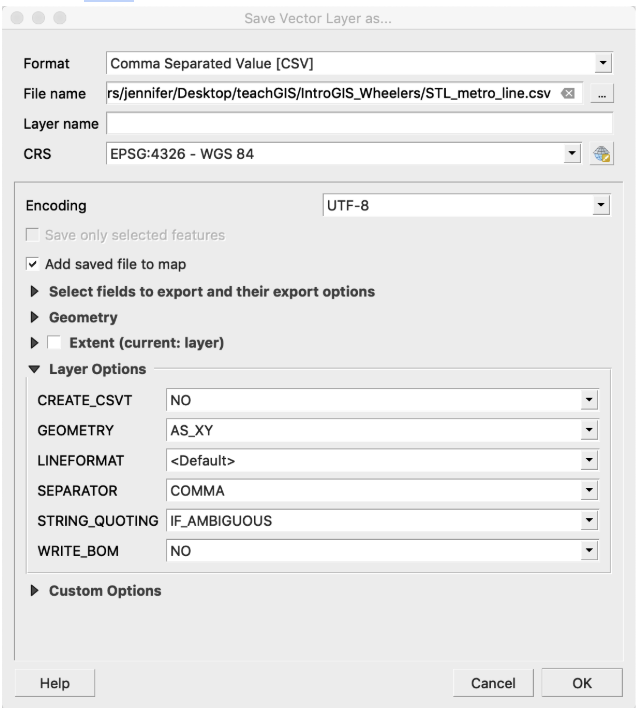 Save Vector Layer as...
Format Comma Separated Value [CSV]
File name rs/jennifer/Desktop/teachGIS/IntroGIS_Wheelers/STL_metro_line.csv ...
Layer name
CRS EPSG:4326 - WGS 84
Encoding UTF-8
Save only selected features
Add saved file to map
Select fields to export and their export options
Geometry
Extent (current: layer)
Layer Options
CREATE_CSVT NO
GEOMETRY AS_XY
LINEFORMAT <Default>
SEPARATOR COMMA
STRING_QUOTING IF_AMBIGUOUS
WRITE_BOM NO
Custom Options
Help Cancel OK